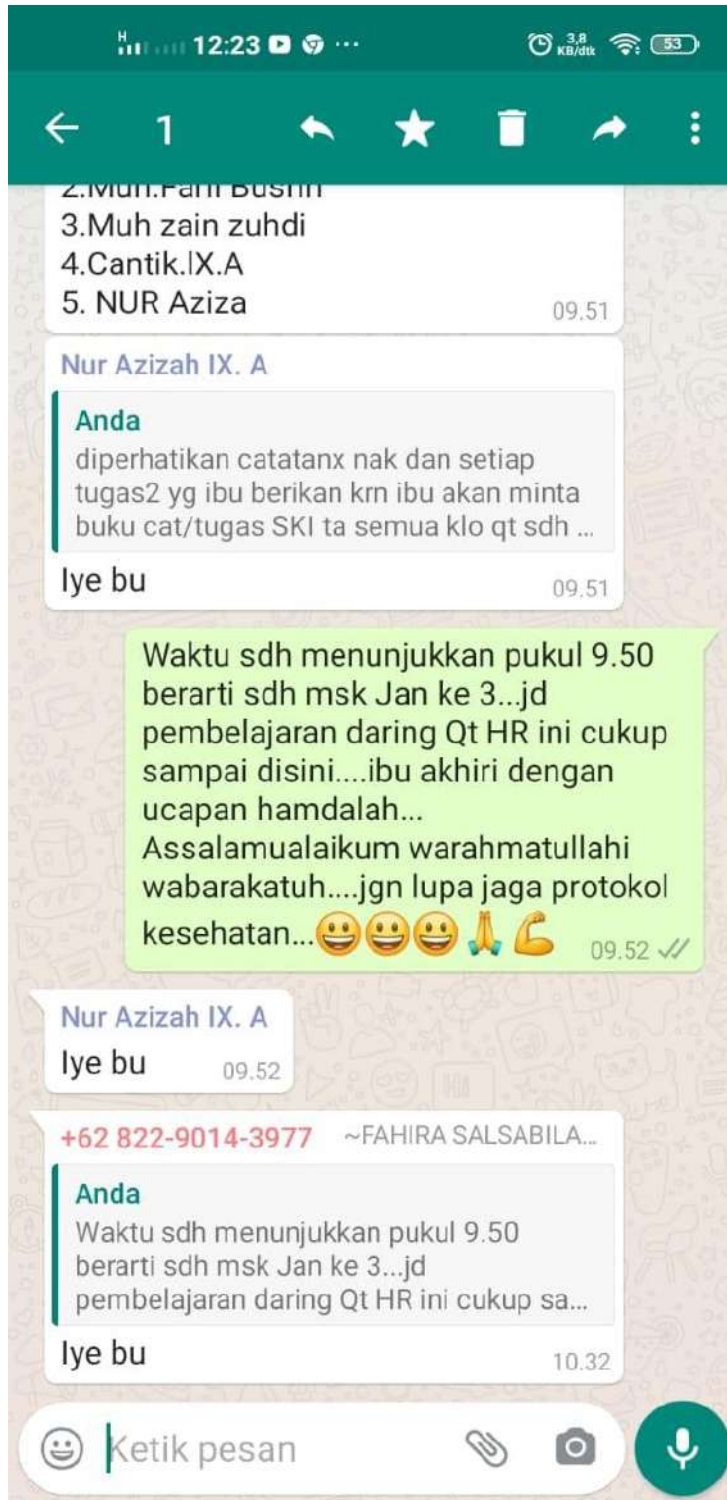 H 12:23 ... 3,8 KB/dtk 53
1
2.Muh.Fahl Bushri
3.Muh zain zuhdi
4.Cantik.IX.A
5. NUR Aziza 09.51
Nur Azizah IX. A
Anda
diperhatikan catatanx nak dan setiap
tugas2 yg ibu berikan krn ibu akan minta
buku cat/tugas SKI ta semua klo qt sdh ...
Iye bu 09.51
Waktu sdh menunjukkan pukul 9.50
berarti sdh msk Jan ke 3...jd
pembelajaran daring Qt HR ini cukup
sampai disini....ibu akhiri dengan
ucapan hamdalah...
Assalamualaikum warahmatullahi
wabarakatuh....jgn lupa jaga protokol
kesehatan...😀😀😀🙏💪 09.52
Nur Azizah IX. A
Iye bu 09.52
+62 822-9014-3977 ~FAHIRA SALSABILA...
Anda
Waktu sdh menunjukkan pukul 9.50
berarti sdh msk Jan ke 3...jd
pembelajaran daring Qt HR ini cukup sa...
Iye bu 10.32
Ketik pesan